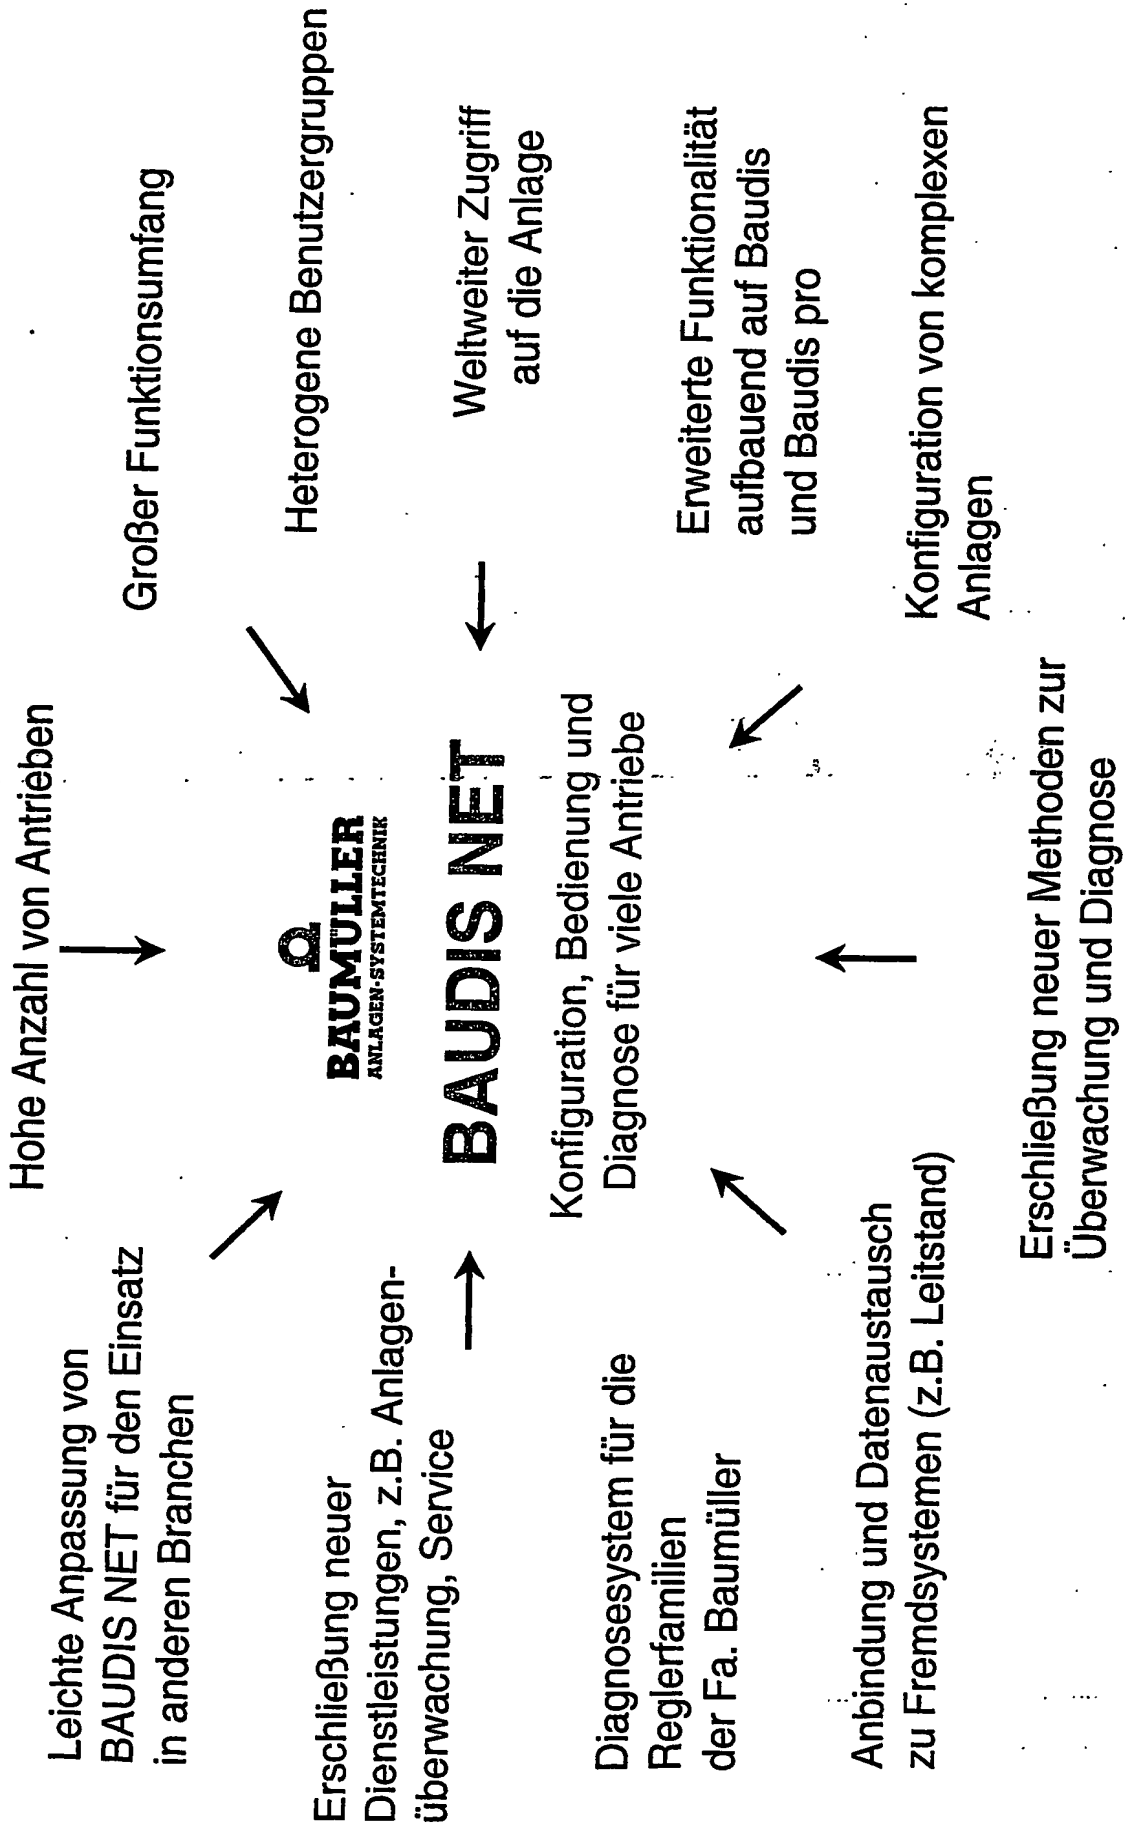 Hohe Anzahl von Antrieben
Großer Funktionsumfang
Heterogene Benutzergruppen
Weltweiter Zugriff
auf die Anlage
Erweiterte Funktionalität
aufbauend auf Baudis
und Baudis pro
Konfiguration von komplexen
Anlagen
Erschließung neuer Methoden zur
Überwachung und Diagnose
Anbindung und Datenaustausch
zu Fremdsystemen (z.B. Leitstand)
Diagnosesystem für die
Reglerfamilien
der Fa. Baumüller
Erschließung neuer
Dienstleistungen, z.B. Anlagen-
überwachung, Service
Leichte Anpassung von
BAUDIS NET für den Einsatz
in anderen Branchen
BAUMÜLLER
ANLAGEN-SYSTEMTECHNIK
BAUDIS NET
Konfiguration, Bedienung und
Diagnose für viele Antriebe